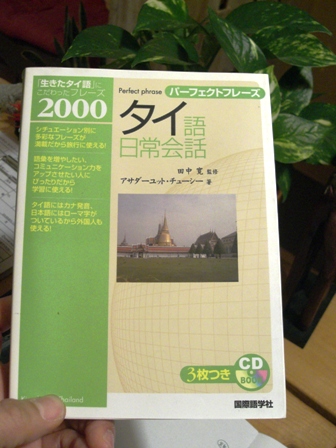 「生きたタイ語」に
こだわったフレーズ
2000
シチュエーション別に
多彩なフレーズが
満載だから旅行に使える!
語彙を増やしたい、
コミュニケーション力を
アップさせたい人に
ぴったりだから
学習に使える!
タイ語にはカナ発音、
日本語にはローマ字が
ついているから外国人も
使える!
Perfect phrase パーフェクトフレーズ
タイ語
日常会話
田中 寛 監修
アサダーユット・チューシー 著
3枚つき CD
BOOK
国際語学社